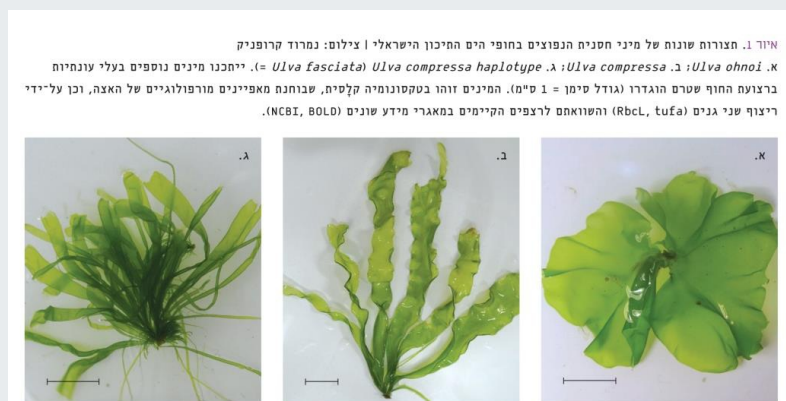 איור 1. תצורות שונות של מיני חסנית הנפוצים בחופי הים התיכון הישראלי | צילום: נמרוד קרופניק
א. Ulva ohnoi; ב. Ulva compressa; ג. Ulva compressa haplotype (= Ulva fasciata). ייתכנו מינים נוספים בעלי עונתיות
ברצועת החוף שטרם הוגדרו (גודל סימן = 1 ס"מ). המינים זוהו בטקסונומיה קלָסית, שבוחנת מאפיינים מורפולוגיים של האצה, וכן על־ידי
ריצוף שני גנים (RbcL, tufa) והשוואתם לרצפים הקיימים במאגרי מידע שונים (NCBI, BOLD).
א.
ב.
ג.